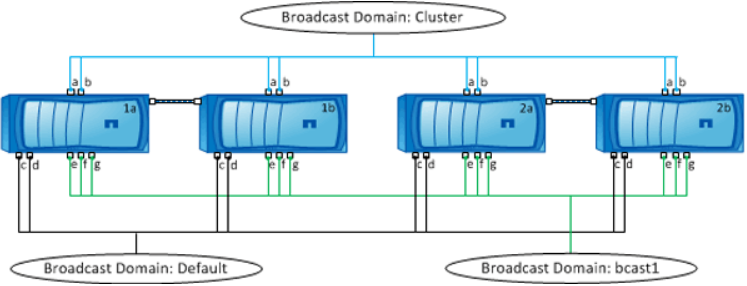 Broadcast Domain: Cluster
a b a b a b a b
1a 1b 2a 2b
c d e f g c d e f g c d e f g c d e f g
Broadcast Domain: Default Broadcast Domain: bcast1